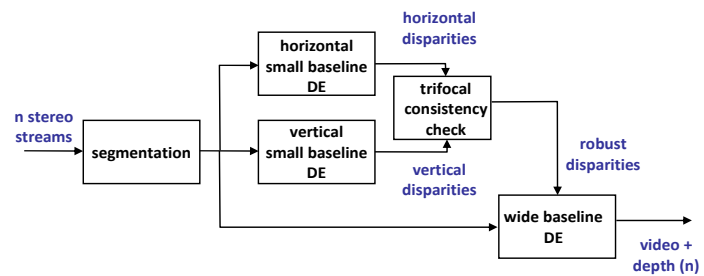 n stereo
streams
segmentation
horizontal
small baseline
DE
vertical
small baseline
DE
horizontal
disparities
vertical
disparities
trifocal
consistency
check
robust
disparities
wide baseline
DE
video +
depth (n)